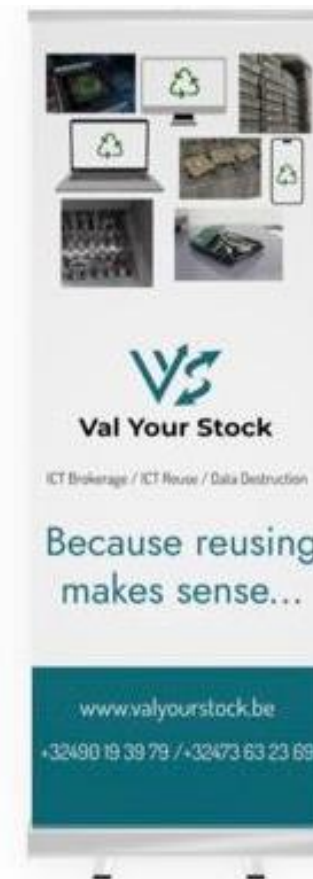 VYS
Val Your Stock
ICT Brokerage / ICT Reuse / Data Destruction
Because reusing
makes sense...
www.valyourstock.be
+32490 19 39 79 /+32473 63 23 69